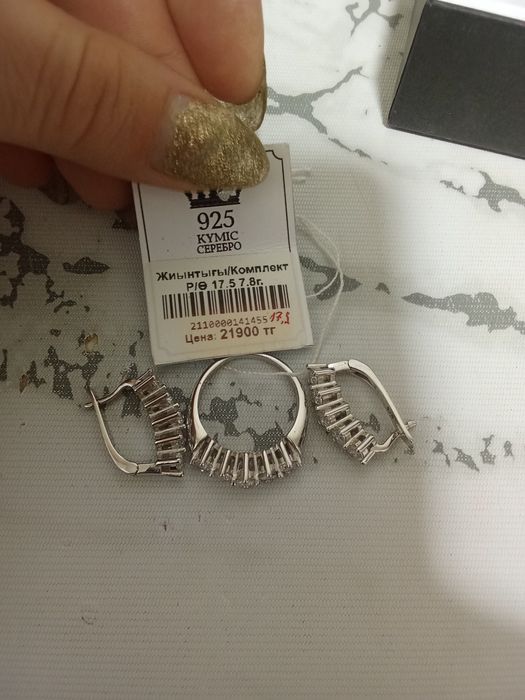 925
КҮМІС
СЕРЕБРО
Жиынтығы/Комплект
Р/Ө 17.5 7.8г.
2110000141455
Цена: 21900 тг